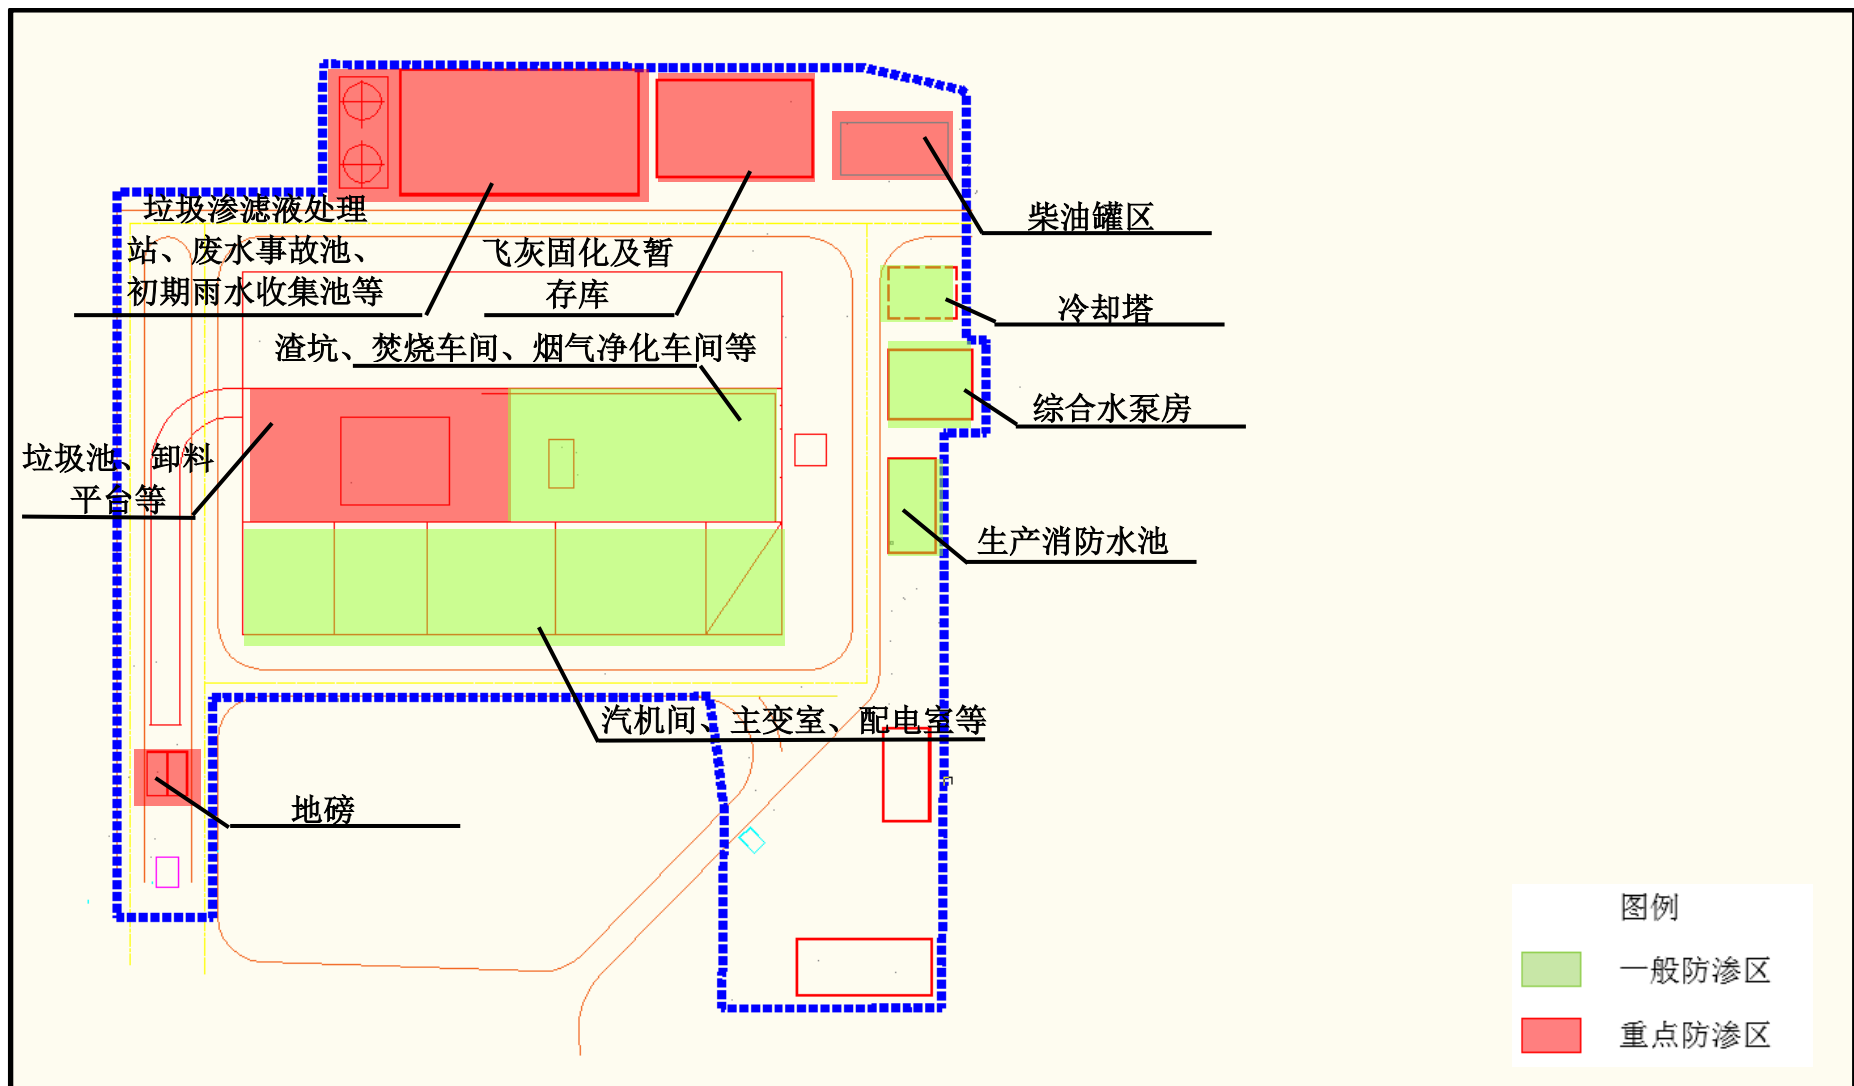 垃圾渗滤液处理
站、废水事故池、
初期雨水收集池等
飞灰固化及暂
存库
柴油罐区
冷却塔
渣坑、焚烧车间、烟气净化车间等
综合水泵房
垃圾池、卸料
平台等
生产消防水池
汽机间、主变室、配电室等
地磅
图例
一般防渗区
重点防渗区